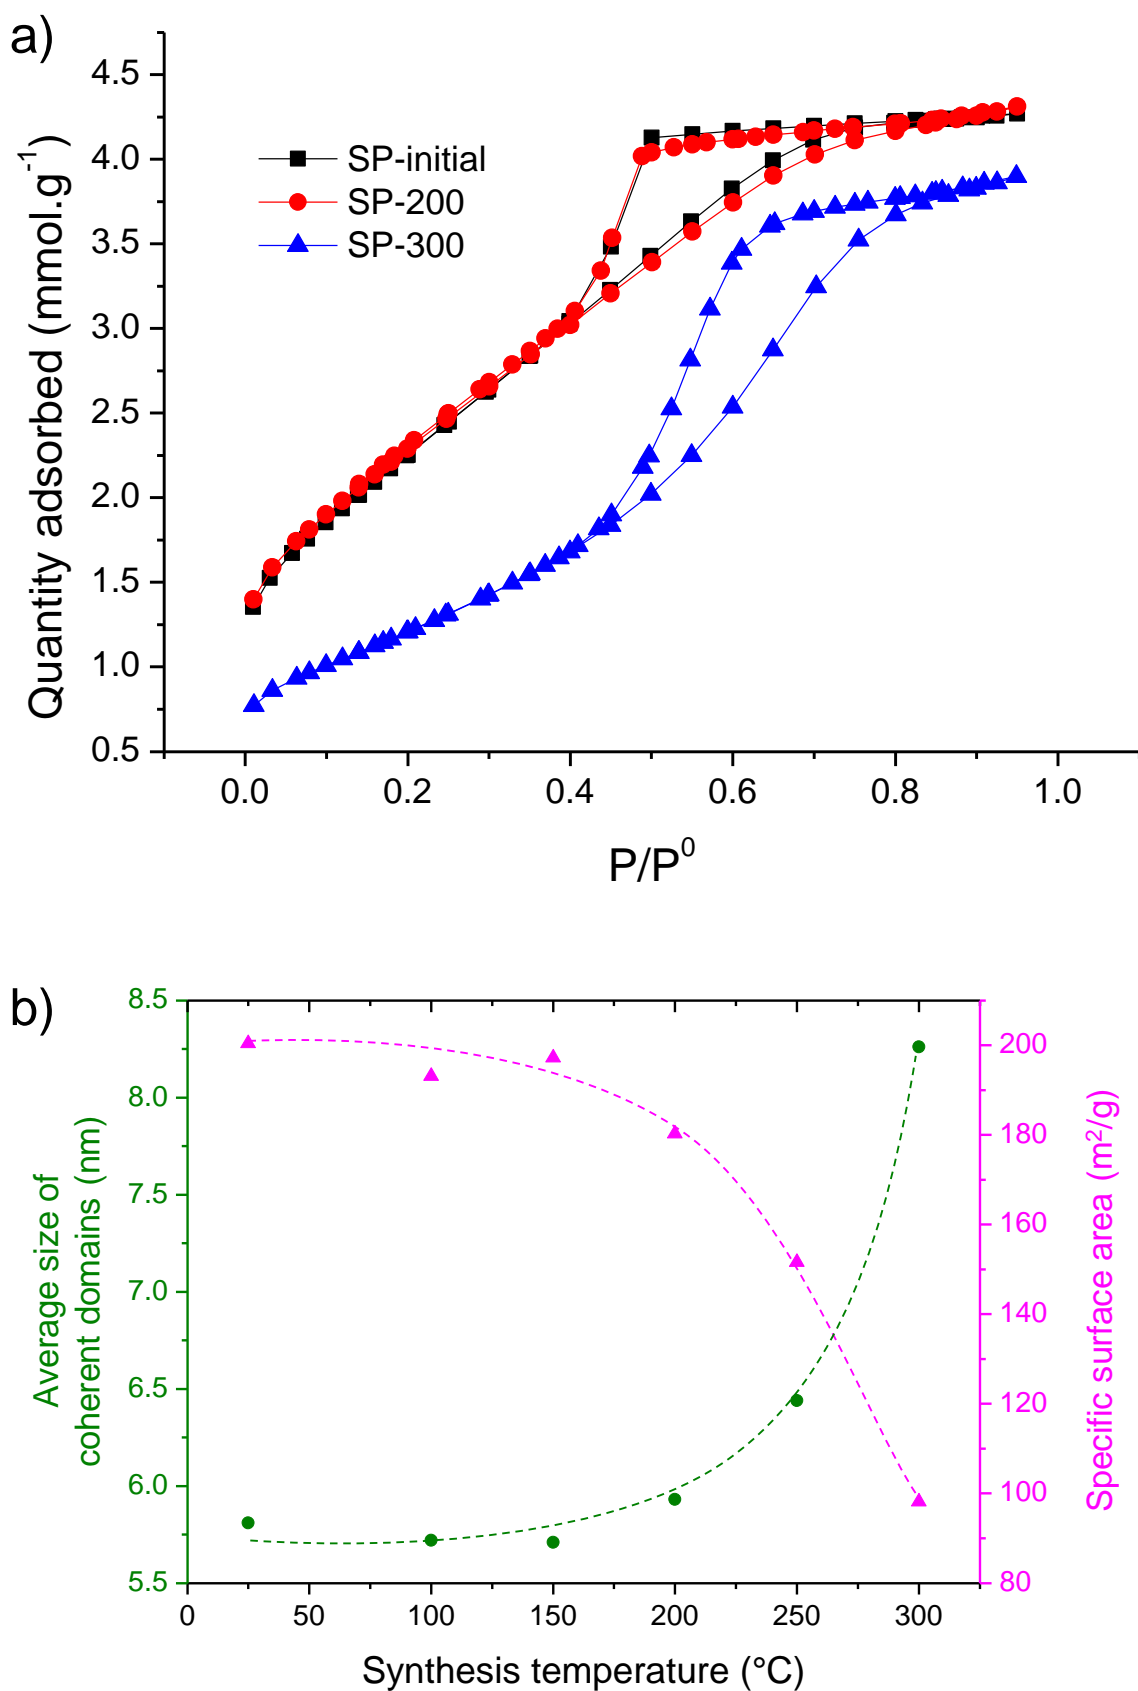 a)
4.5
4.0
3.5
3.0
2.5
2.0
1.5
1.0
0.5
Quantity adsorbed (mmol.g⁻¹)
SP-initial
SP-200
SP-300
0.0 0.2 0.4 0.6 0.8 1.0
P/P⁰
b)
8.5
8.0
7.5
7.0
6.5
6.0
5.5
Average size of
coherent domains (nm)
200
180
160
140
120
100
80
Specific surface area (m²/g)
0 50 100 150 200 250 300
Synthesis temperature (°C)